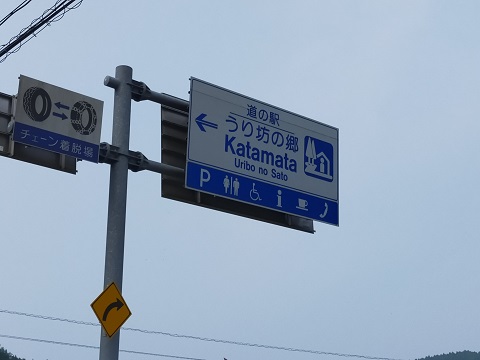 チェーン着脱場
道の駅
うり坊の郷
Katamata
Uribo no Sato
P